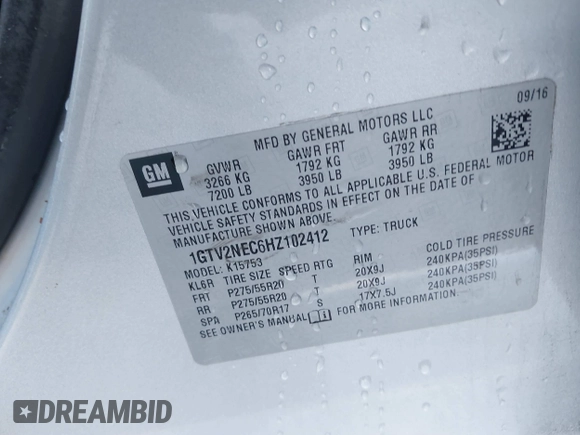 09/16
MFD BY GENERAL MOTORS LLC
GM
GVWR GAWR FRT GAWR RR
3266 KG 1792 KG 1792 KG
7200 LB 3950 LB 3950 LB
THIS VEHICLE CONFORMS TO ALL APPLICABLE U.S. FEDERAL MOTOR
VEHICLE SAFETY STANDARDS IN EFFECT ON THE DATE OF
MANUFACTURE SHOWN ABOVE.
1GTV2NEC6HZ102412 TYPE: TRUCK
MODEL: K15753
KL6R TIRE SIZE SPEED RTG RIM COLD TIRE PRESSURE
FRT P275/55R20 T 20X9J 240KPA(35PSI)
RR P275/55R20 T 20X9J 240KPA(35PSI)
SPA P265/70R17 S 17X7.5J 240KPA(35PSI)
SEE OWNER'S MANUAL FOR MORE INFORMATION.
DREAMBID